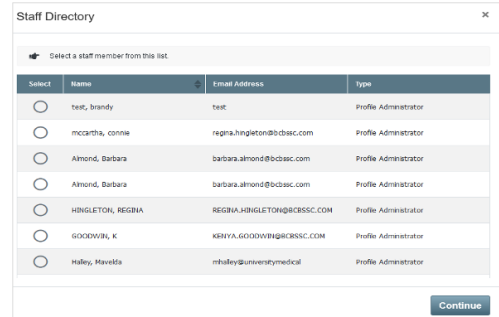 Staff Directory ×
Select a staff member from this list.
Select Name Email Address Type
test, brandy test Profile Administrator
mccartha, connie regina.hingleton@bcbssc.com Profile Administrator
Almond, Barbara barbara.almond@bcbssc.com Profile Administrator
Almond, Barbara barbara.almond@bcbssc.com Profile Administrator
HINGLETON, REGINA REGINA.HINGLETON@BCBSSC.COM Profile Administrator
GOODWIN, K KENYA.GOODWIN@BCBSSC.COM Profile Administrator
Halley, Mavelda mhalley@universitymedical Profile Administrator
Continue